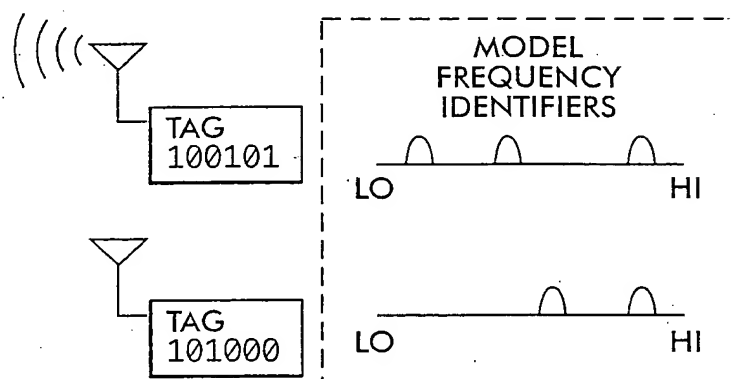 MODEL
FREQUENCY
IDENTIFIERS
TAG
100101
LO HI
TAG
101000
LO HI